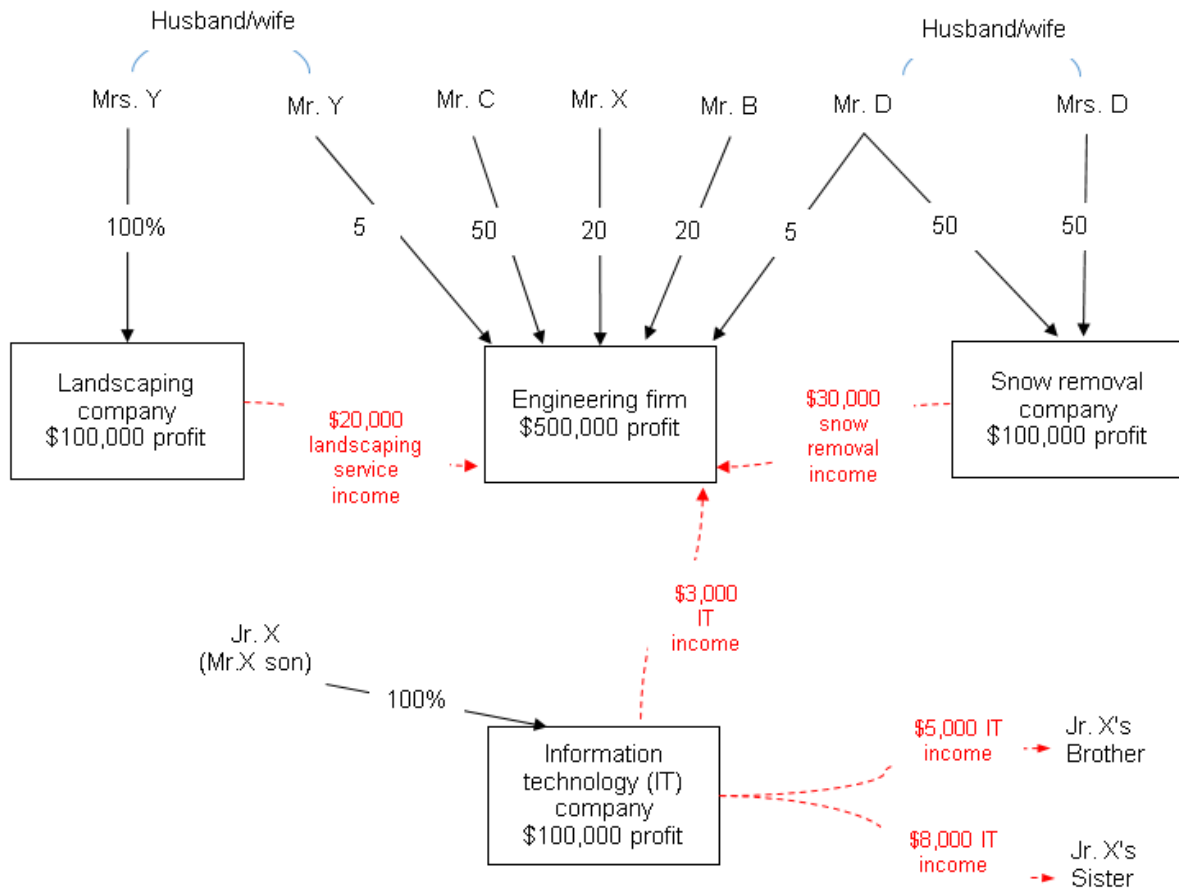 Husband/wife
Husband/wife
Mrs. Y
Mr. Y
Mr. C
Mr. X
Mr. B
Mr. D
Mrs. D
100%
5
50
20
20
5
50
50
Landscaping
company
$100,000 profit
$20,000
landscaping
service
income
Engineering firm
$500,000 profit
$30,000
snow
removal
income
Snow removal
company
$100,000 profit
$3,000
IT
income
Jr. X
(Mr.X son)
100%
Information
technology (IT)
company
$100,000 profit
$5,000 IT
income
Jr. X's
Brother
$8,000 IT
income
Jr. X's
Sister